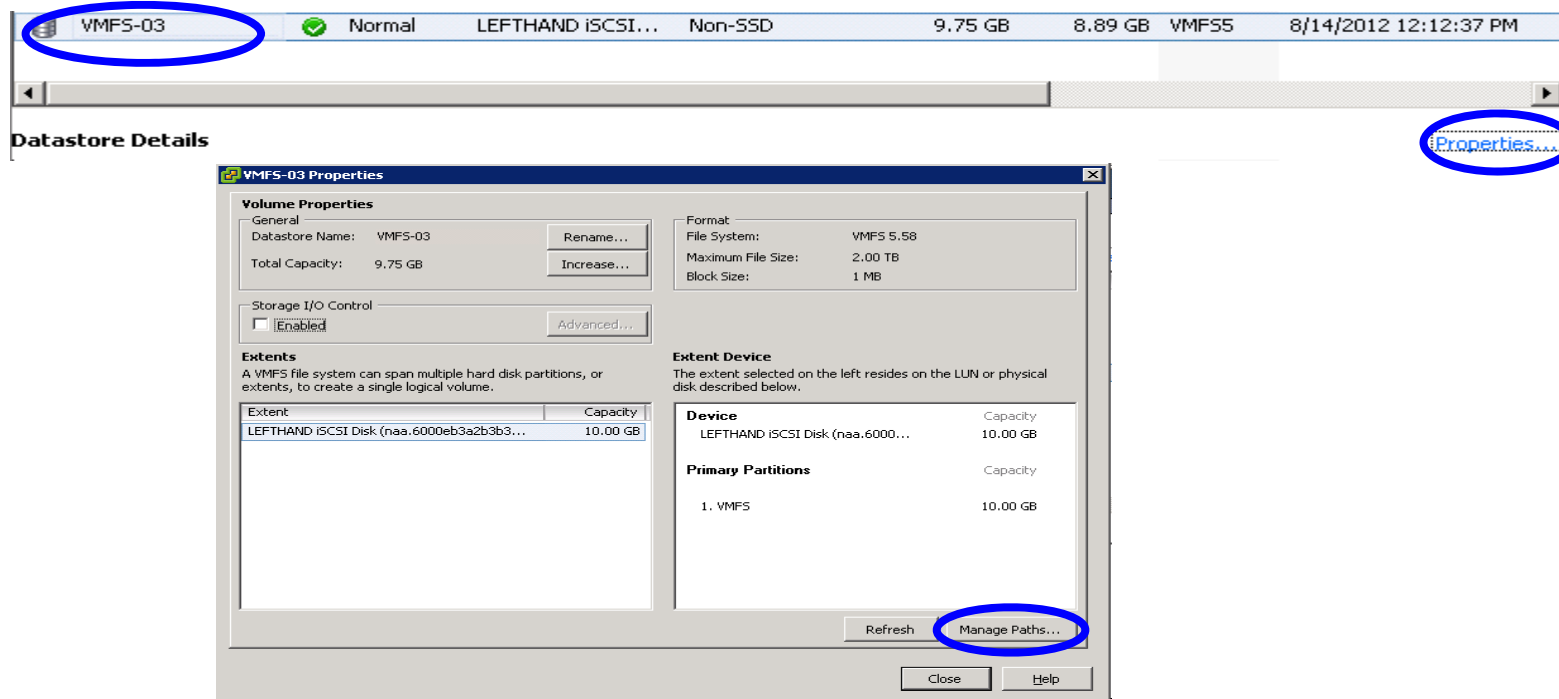 VMFS-03 Normal LEFTHAND iSCSI... Non-SSD 9.75 GB 8.89 GB VMFS5 8/14/2012 12:12:37 PM
Datastore Details Properties...
VMFS-03 Properties
Volume Properties
General
Datastore Name: VMFS-03 Rename...
Total Capacity: 9.75 GB Increase...
Format
File System: VMFS 5.58
Maximum File Size: 2.00 TB
Block Size: 1 MB
Storage I/O Control
Enabled Advanced...
Extents
A VMFS file system can span multiple hard disk partitions, or
extents, to create a single logical volume.
Extent Capacity
LEFTHAND iSCSI Disk (naa.6000eb3a2b3b3... 10.00 GB
Extent Device
The extent selected on the left resides on the LUN or physical
disk described below.
Device Capacity
LEFTHAND iSCSI Disk (naa.6000... 10.00 GB
Primary Partitions Capacity
1. VMFS 10.00 GB
Refresh Manage Paths...
Close Help